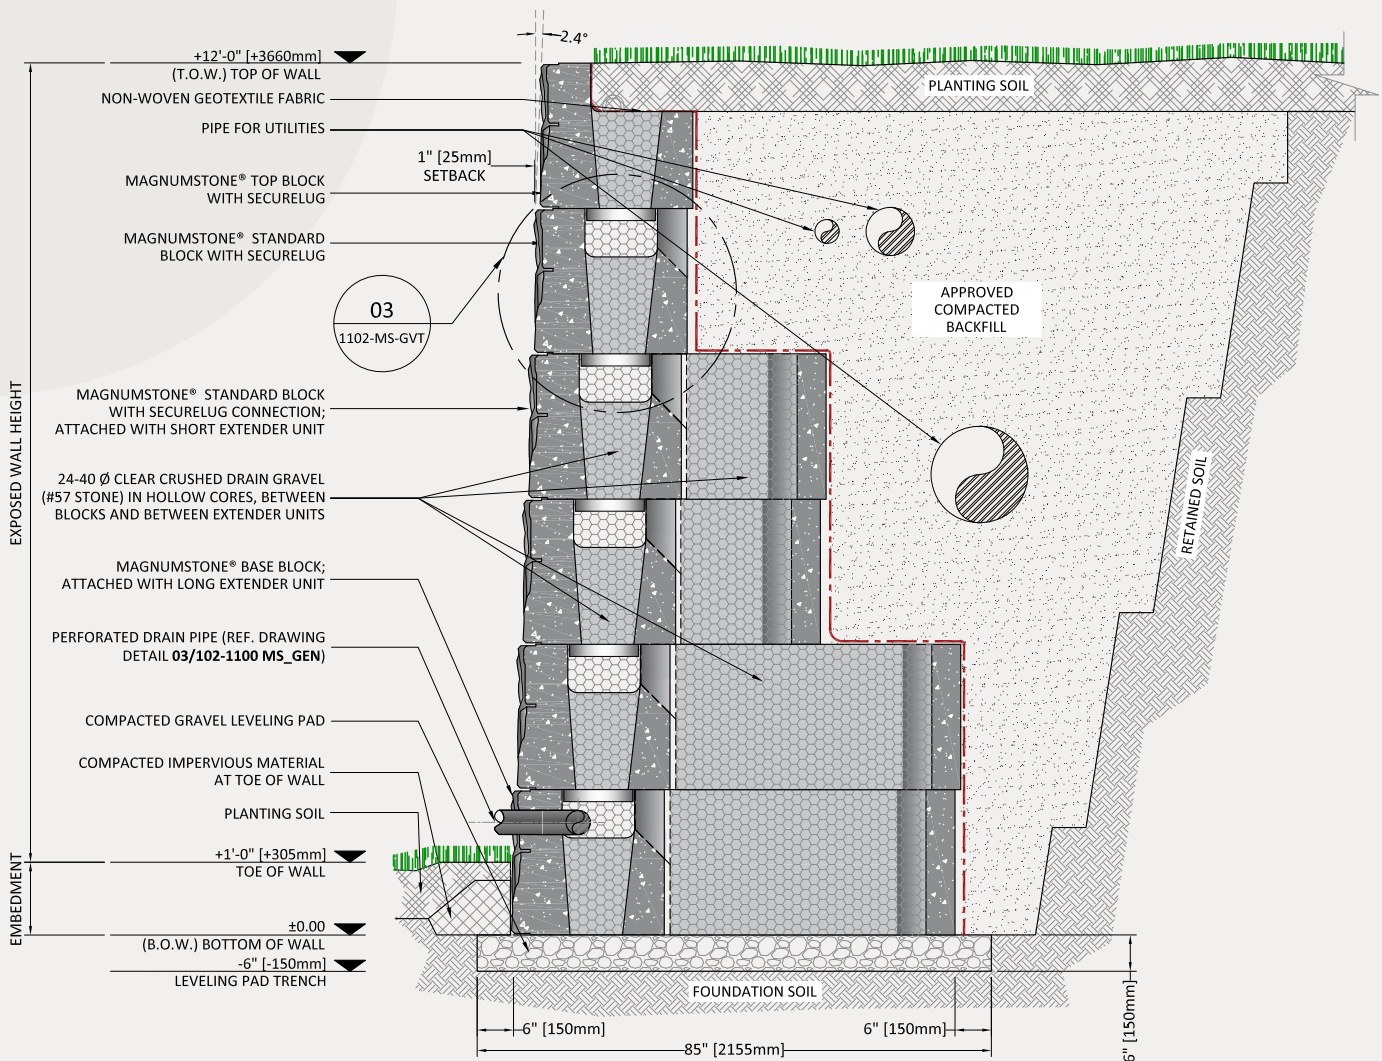 2.4°
+12'-0" [+3660mm]
(T.O.W.) TOP OF WALL
NON-WOVEN GEOTEXTILE FABRIC
PIPE FOR UTILITIES
1" [25mm]
SETBACK
MAGNUMSTONE® TOP BLOCK
WITH SECURELUG
MAGNUMSTONE® STANDARD
BLOCK WITH SECURELUG
03
1102-MS-GVT
MAGNUMSTONE® STANDARD BLOCK
WITH SECURELUG CONNECTION;
ATTACHED WITH SHORT EXTENDER UNIT
24-40 Ø CLEAR CRUSHED DRAIN GRAVEL
(#57 STONE) IN HOLLOW CORES, BETWEEN
BLOCKS AND BETWEEN EXTENDER UNITS
MAGNUMSTONE® BASE BLOCK;
ATTACHED WITH LONG EXTENDER UNIT
PERFORATED DRAIN PIPE (REF. DRAWING
DETAIL 03/102-1100 MS_GEN)
COMPACTED GRAVEL LEVELING PAD
COMPACTED IMPERVIOUS MATERIAL
AT TOE OF WALL
PLANTING SOIL
+1'-0" [+305mm]
TOE OF WALL
±0.00
(B.O.W.) BOTTOM OF WALL
-6" [-150mm]
LEVELING PAD TRENCH
EXPOSED WALL HEIGHT
EMBEDMENT
PLANTING SOIL
APPROVED
COMPACTED
BACKFILL
RETAINED SOIL
FOUNDATION SOIL
6" [150mm]
6" [150mm]
85" [2155mm]
6" [150mm]